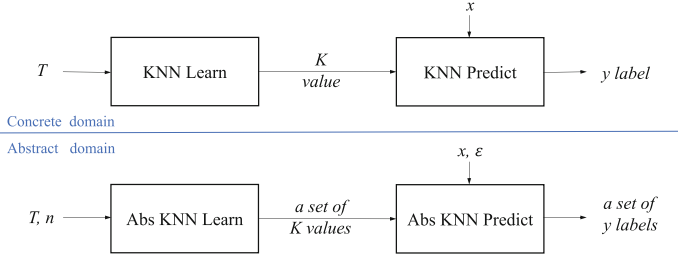 x
T
KNN Learn
K
value
KNN Predict
y label
Concrete domain
Abstract domain
x, ε
T, n
Abs KNN Learn
a set of
K values
Abs KNN Predict
a set of
y labels